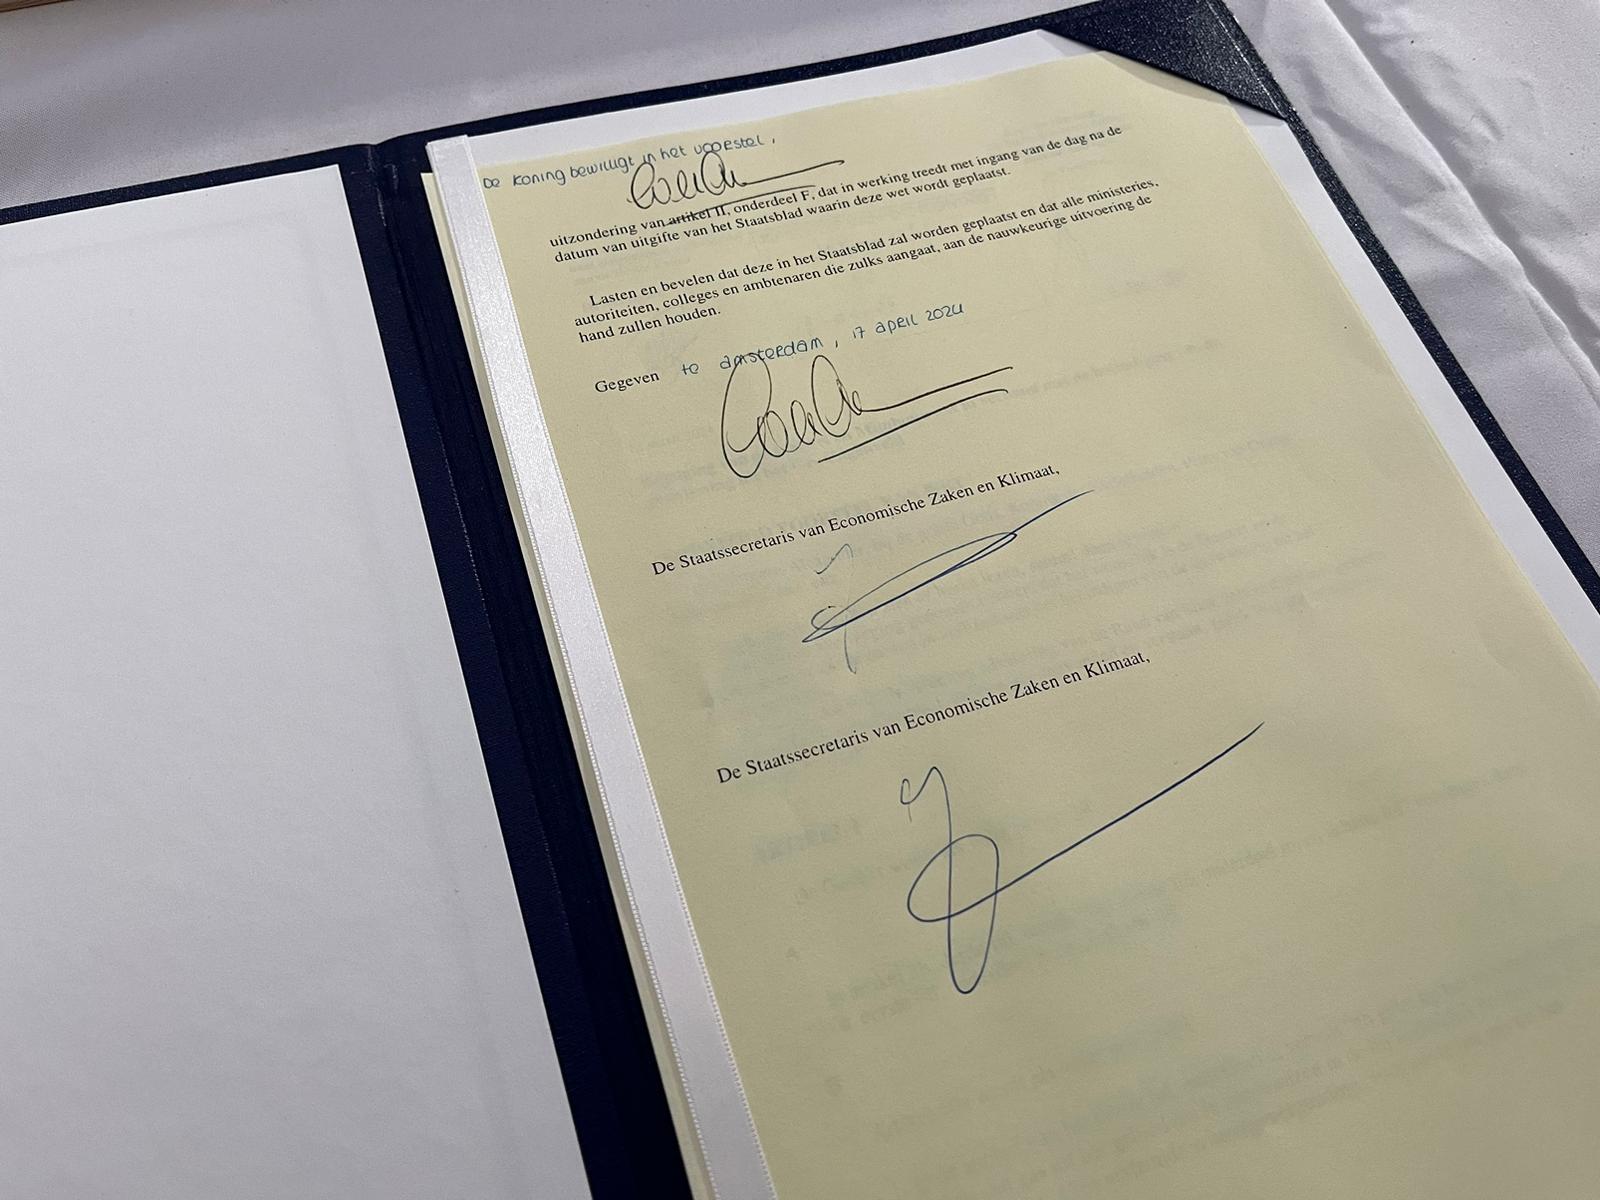 De Koning bewilligt in het voorstel,
uitzondering van artikel II, onderdeel F, dat in werking treedt met ingang van de dag na de
datum van uitgifte van het Staatsblad waarin deze wet wordt geplaatst.
Lasten en bevelen dat deze in het Staatsblad zal worden geplaatst en dat alle ministeries,
autoriteiten, colleges en ambtenaren die zulks aangaat, aan de nauwkeurige uitvoering de
hand zullen houden.
Gegeven te amsterdam, 17 april 2024
De Staatssecretaris van Economische Zaken en Klimaat,
De Staatssecretaris van Economische Zaken en Klimaat,